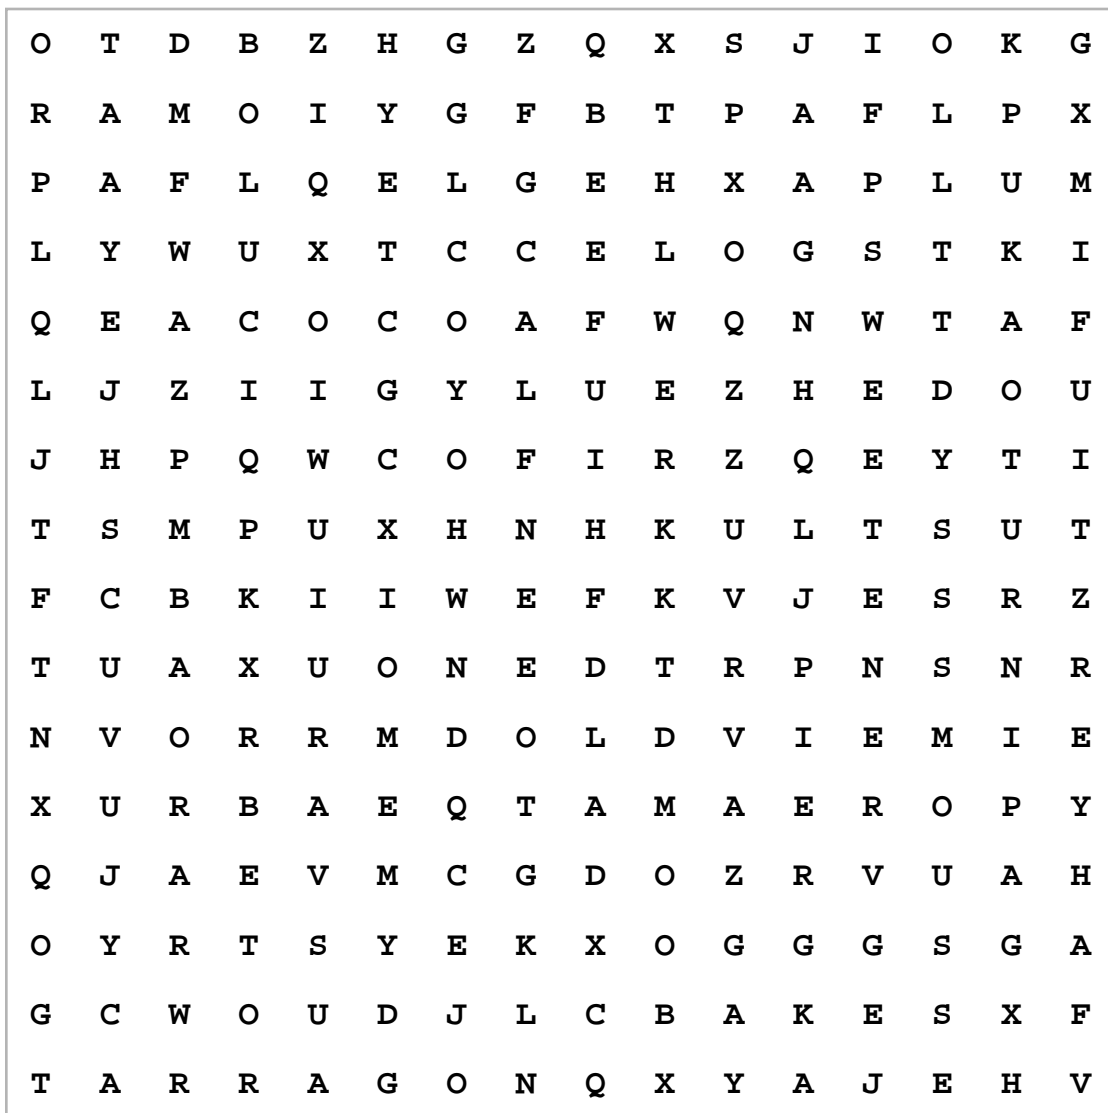 O T D B Z H G Z Q X S J I O K G
R A M O I Y G F B T P A F L P X
P A F L Q E L G E H X A P L U M
L Y W U X T C C E L O G S T K I
Q E A C O C O A F W Q N W T A F
L J Z I I G Y L U E Z H E D O U
J H P Q W C O F I R Z Q E Y T I
T S M P U X H N H K U L T S U T
F C B K I I W E F K V J E S R Z
T U A X U O N E D T R P N S N R
N V O R R M D O L D V I E M I E
X U R B A E Q T A M A E R O P Y
Q J A E V M C G D O Z R V U A H
O Y R T S Y E K X O G G G S G A
G C W O U D J L C B A K E S X F
T A R R A G O N Q X Y A J E H V